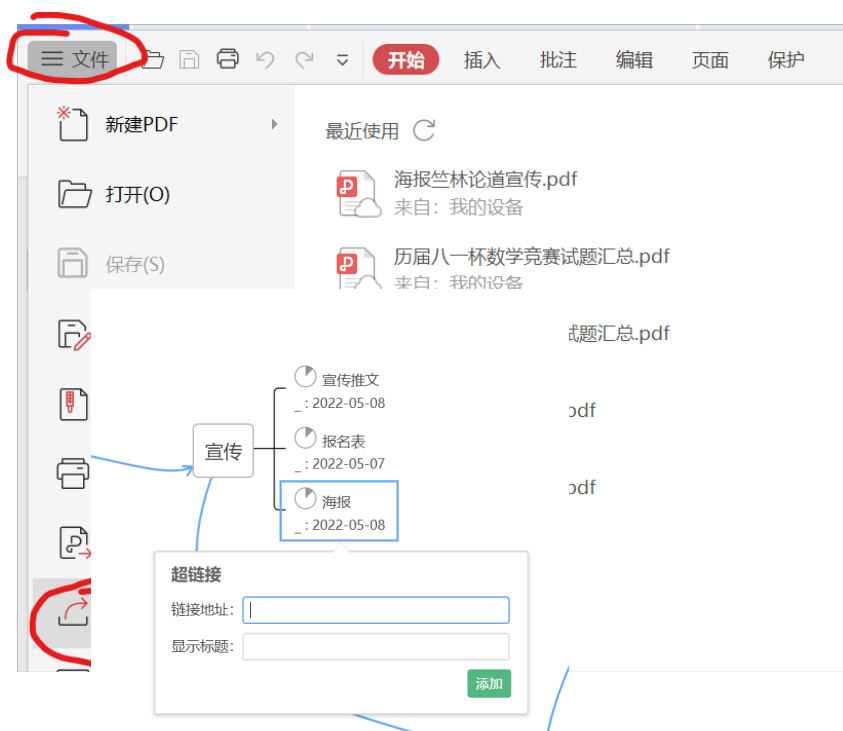 文件 开始 插入 批注 编辑 页面 保护
新建PDF
最近使用
海报竺林论道宣传.pdf
来自：我的设备
打开(O)
历届八一杯数学竞赛试题汇总.pdf
来自：我的设备
保存(S)
试题汇总.pdf
pdf
pdf
宣传
宣传推文
_ : 2022-05-08
报名表
_ : 2022-05-07
海报
_ : 2022-05-08
超链接
链接地址:
显示标题:
添加